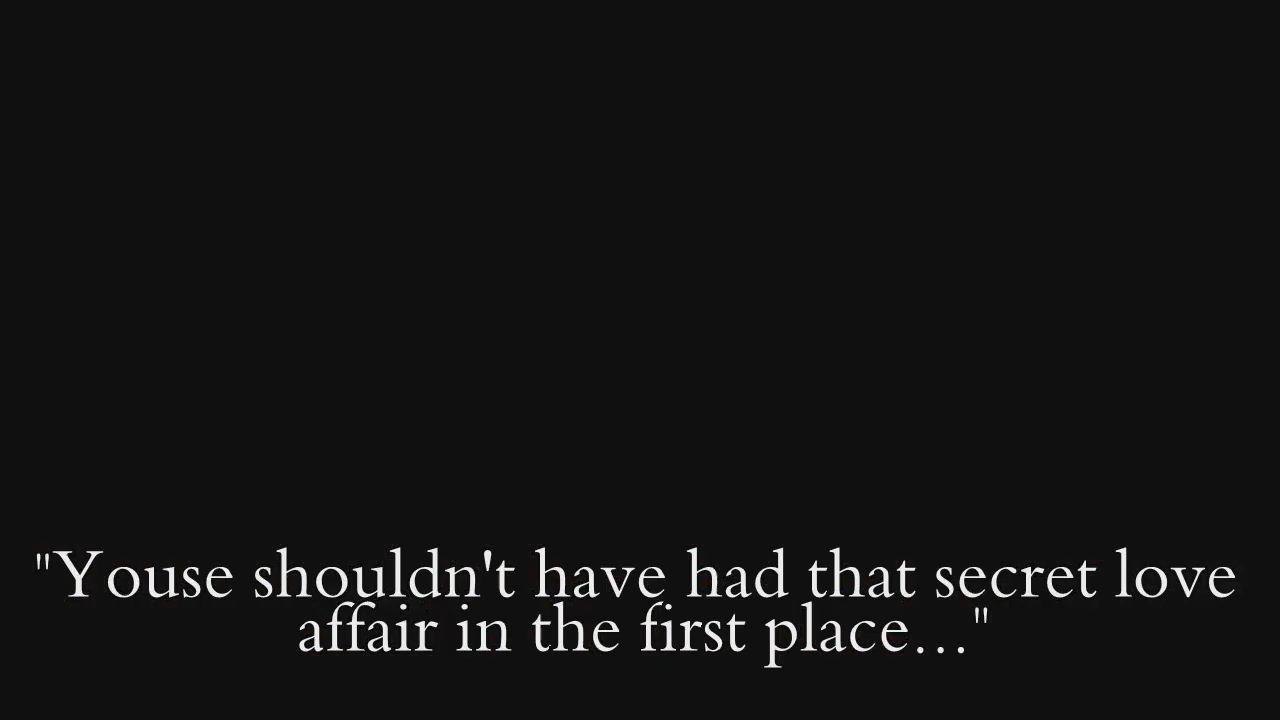 "Youse shouldn't have had that secret love
affair in the first place..."